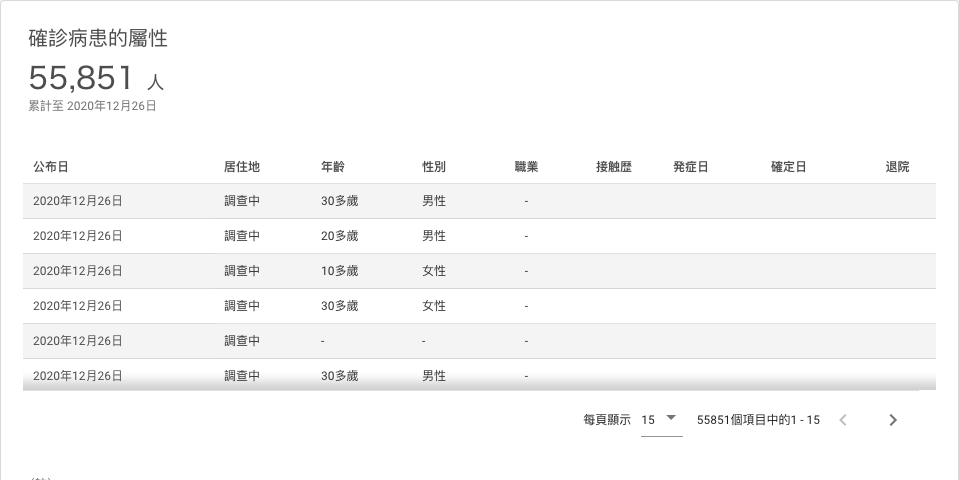 確診病患的屬性
55,851 人
累計至 2020年12月26日
公布日 居住地 年齡 性別 職業 接触歴 発症日 確定日 退院
2020年12月26日 調查中 30多歲 男性 -
2020年12月26日 調查中 20多歲 男性 -
2020年12月26日 調查中 10多歲 女性 -
2020年12月26日 調查中 30多歲 女性 -
2020年12月26日 調查中 - - -
2020年12月26日 調查中 30多歲 男性 -
每頁顯示 15 55851個項目中的1 - 15